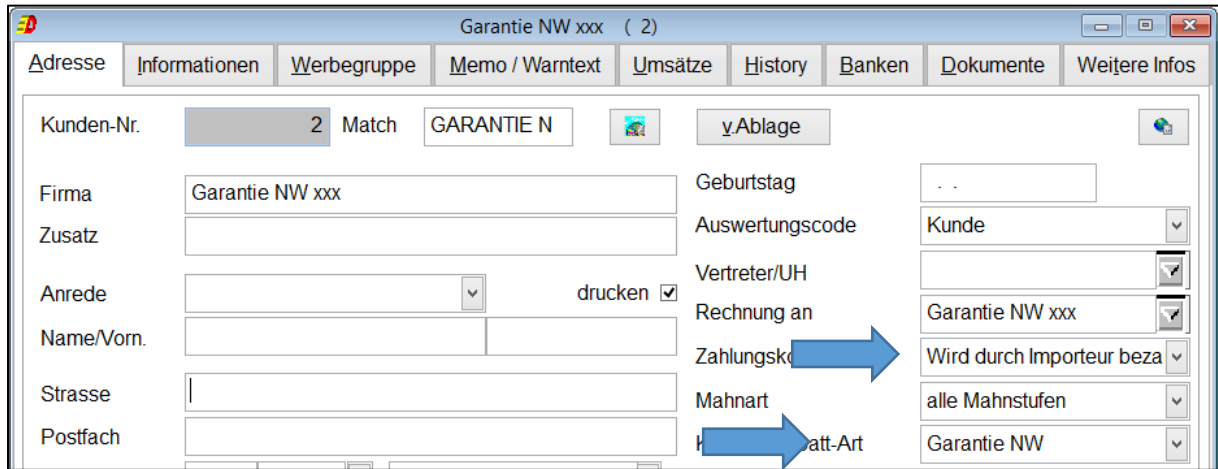 Garantie NW xxx ( 2)
Adresse Informationen Werbegruppe Memo / Warntext Umsätze History Banken Dokumente Weitere Infos
Kunden-Nr. 2 Match GARANTIE N v.Ablage
Firma Garantie NW xxx
Geburtstag . .
Zusatz
Auswertungscode Kunde
Vertreter/UH
Anrede drucken
Rechnung an Garantie NW xxx
Name/Vorn.
Zahlungsko Wird durch Importeur beza
Strasse
Mahnart alle Mahnstufen
Postfach
K att-Art Garantie NW